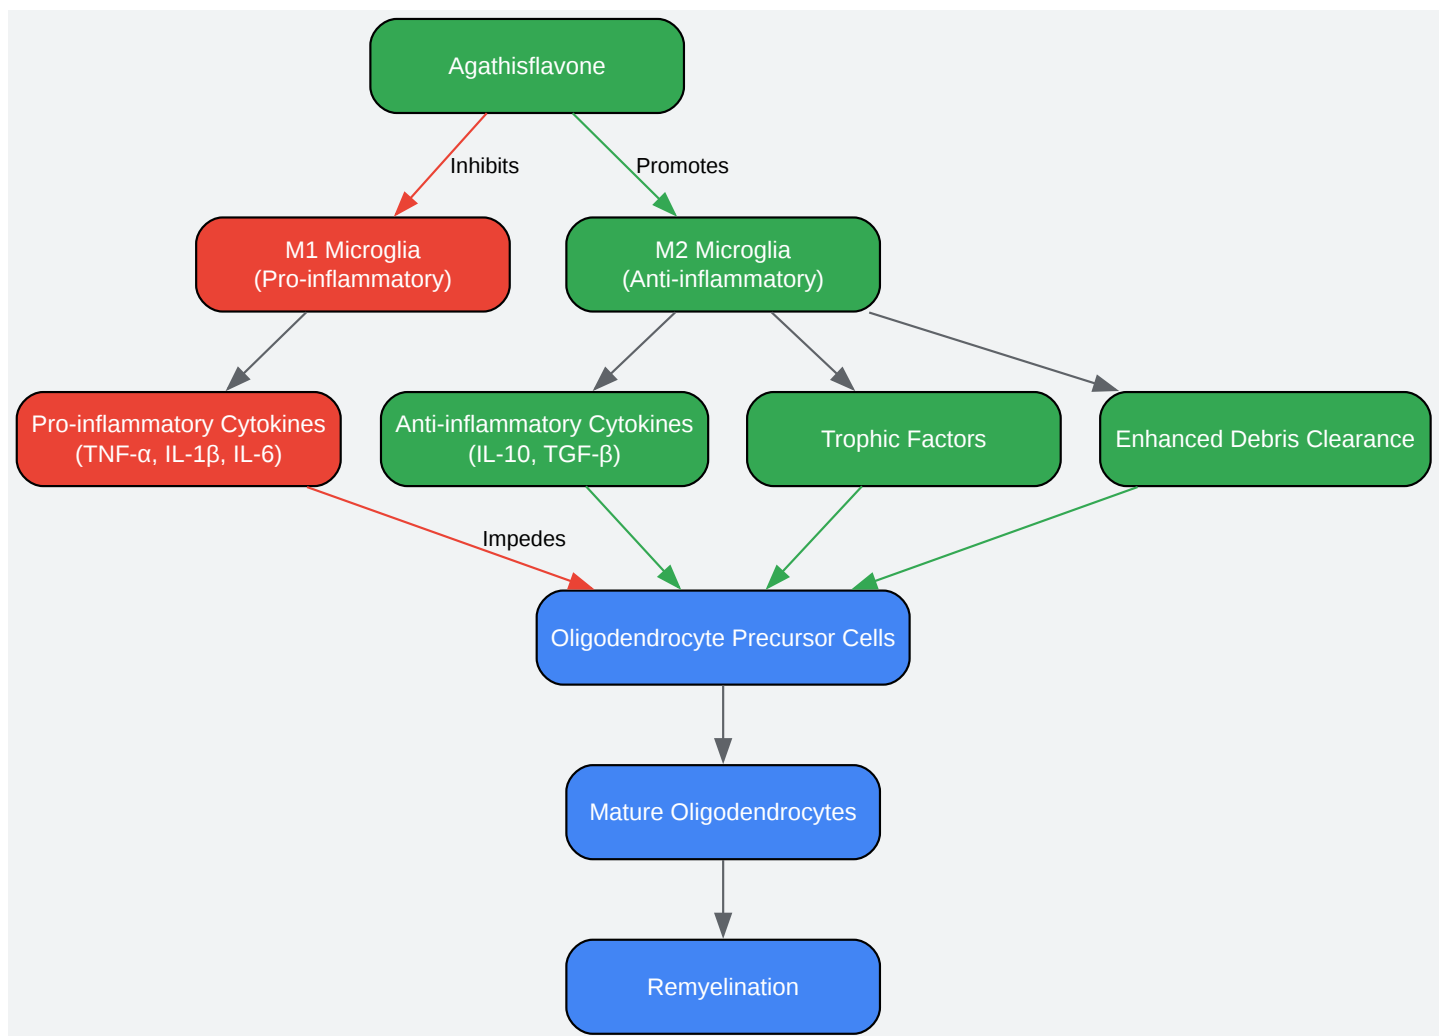 Agathisflavone
Inhibits
Promotes
M1 Microglia
(Pro-inflammatory)
M2 Microglia
(Anti-inflammatory)
Pro-inflammatory Cytokines
(TNF-α, IL-1β, IL-6)
Anti-inflammatory Cytokines
(IL-10, TGF-β)
Trophic Factors
Enhanced Debris Clearance
Impedes
Oligodendrocyte Precursor Cells
Mature Oligodendrocytes
Remyelination